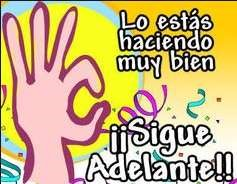 Lo estás
haciendo
muy bien
¡¡Sigue
Adelante!!